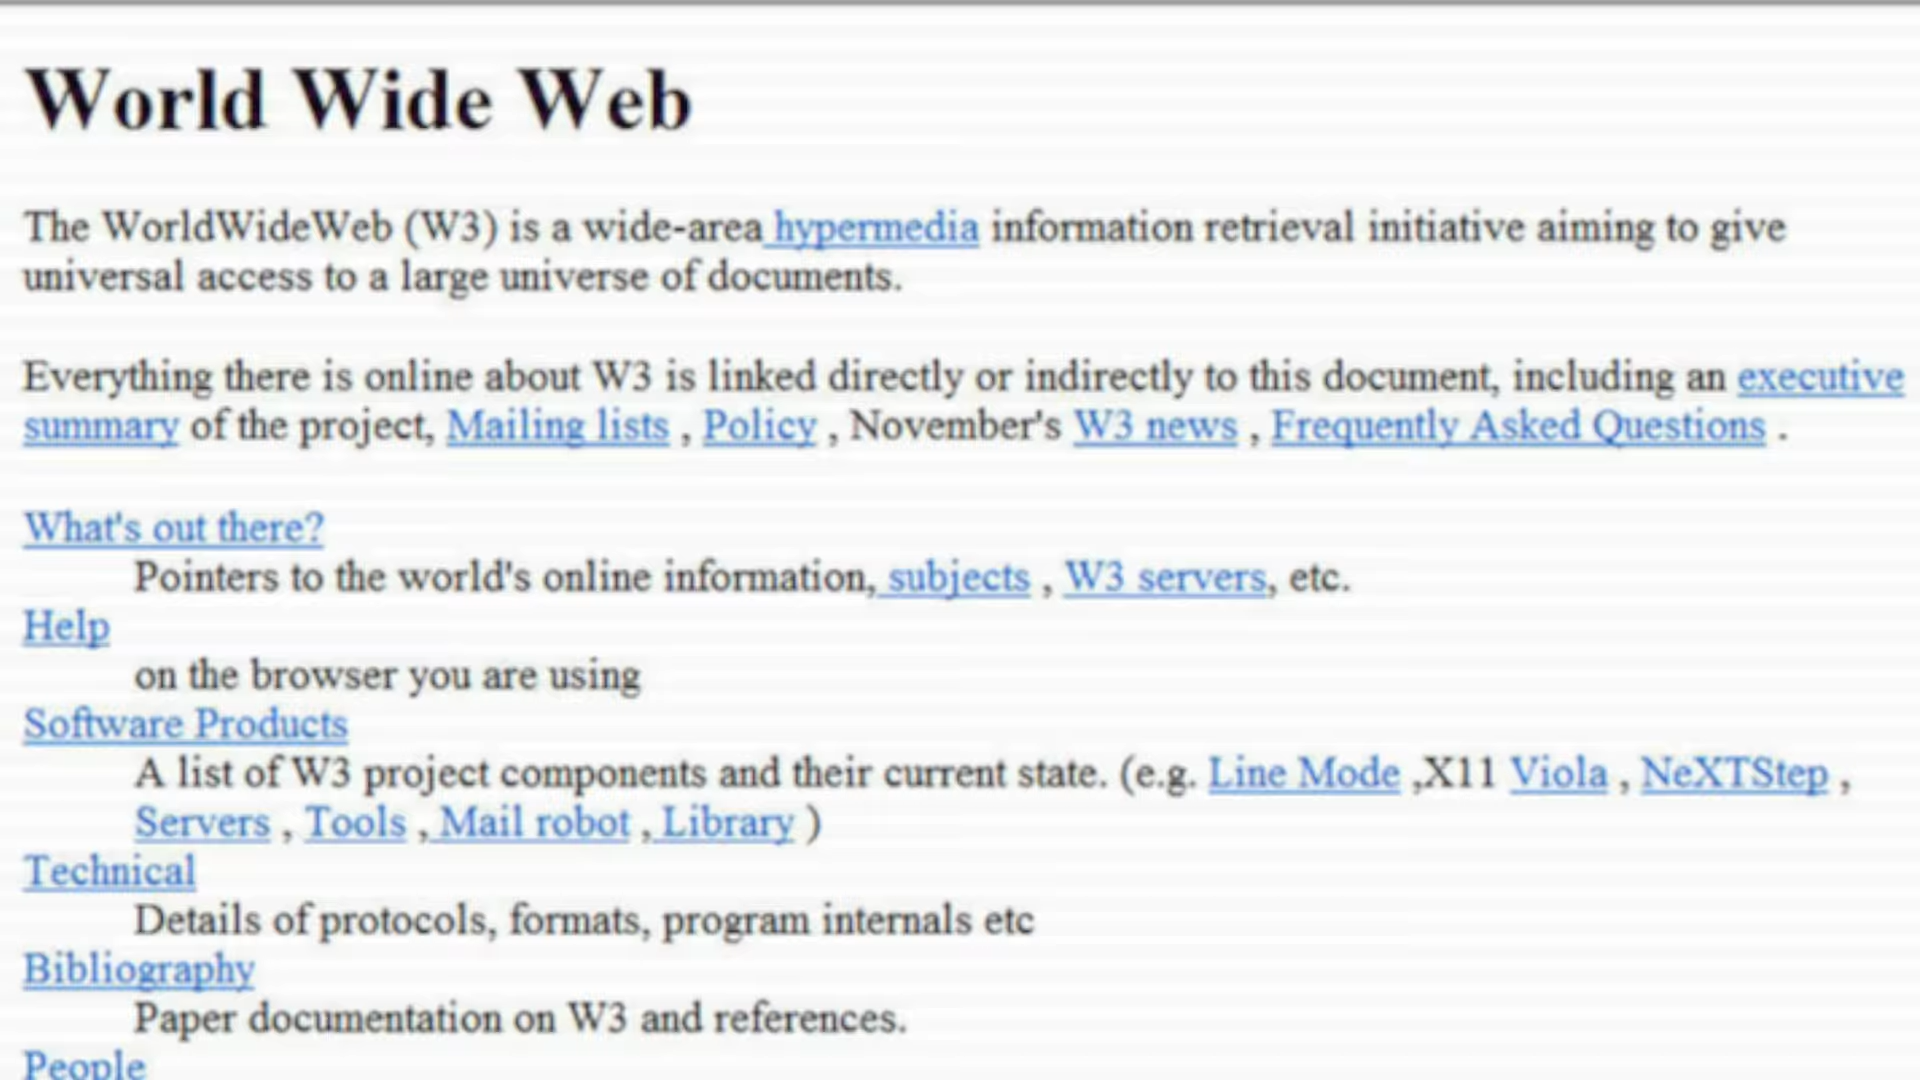 World Wide Web
The WorldWideWeb (W3) is a wide-area hypermedia information retrieval initiative aiming to give
universal access to a large universe of documents.
Everything there is online about W3 is linked directly or indirectly to this document, including an executive
summary of the project, Mailing lists , Policy , November's W3 news , Frequently Asked Questions .
What's out there?
Pointers to the world's online information, subjects , W3 servers, etc.
Help
on the browser you are using
Software Products
A list of W3 project components and their current state. (e.g. Line Mode ,X11 Viola , NeXTStep ,
Servers , Tools , Mail robot , Library )
Technical
Details of protocols, formats, program internals etc
Bibliography
Paper documentation on W3 and references.
People